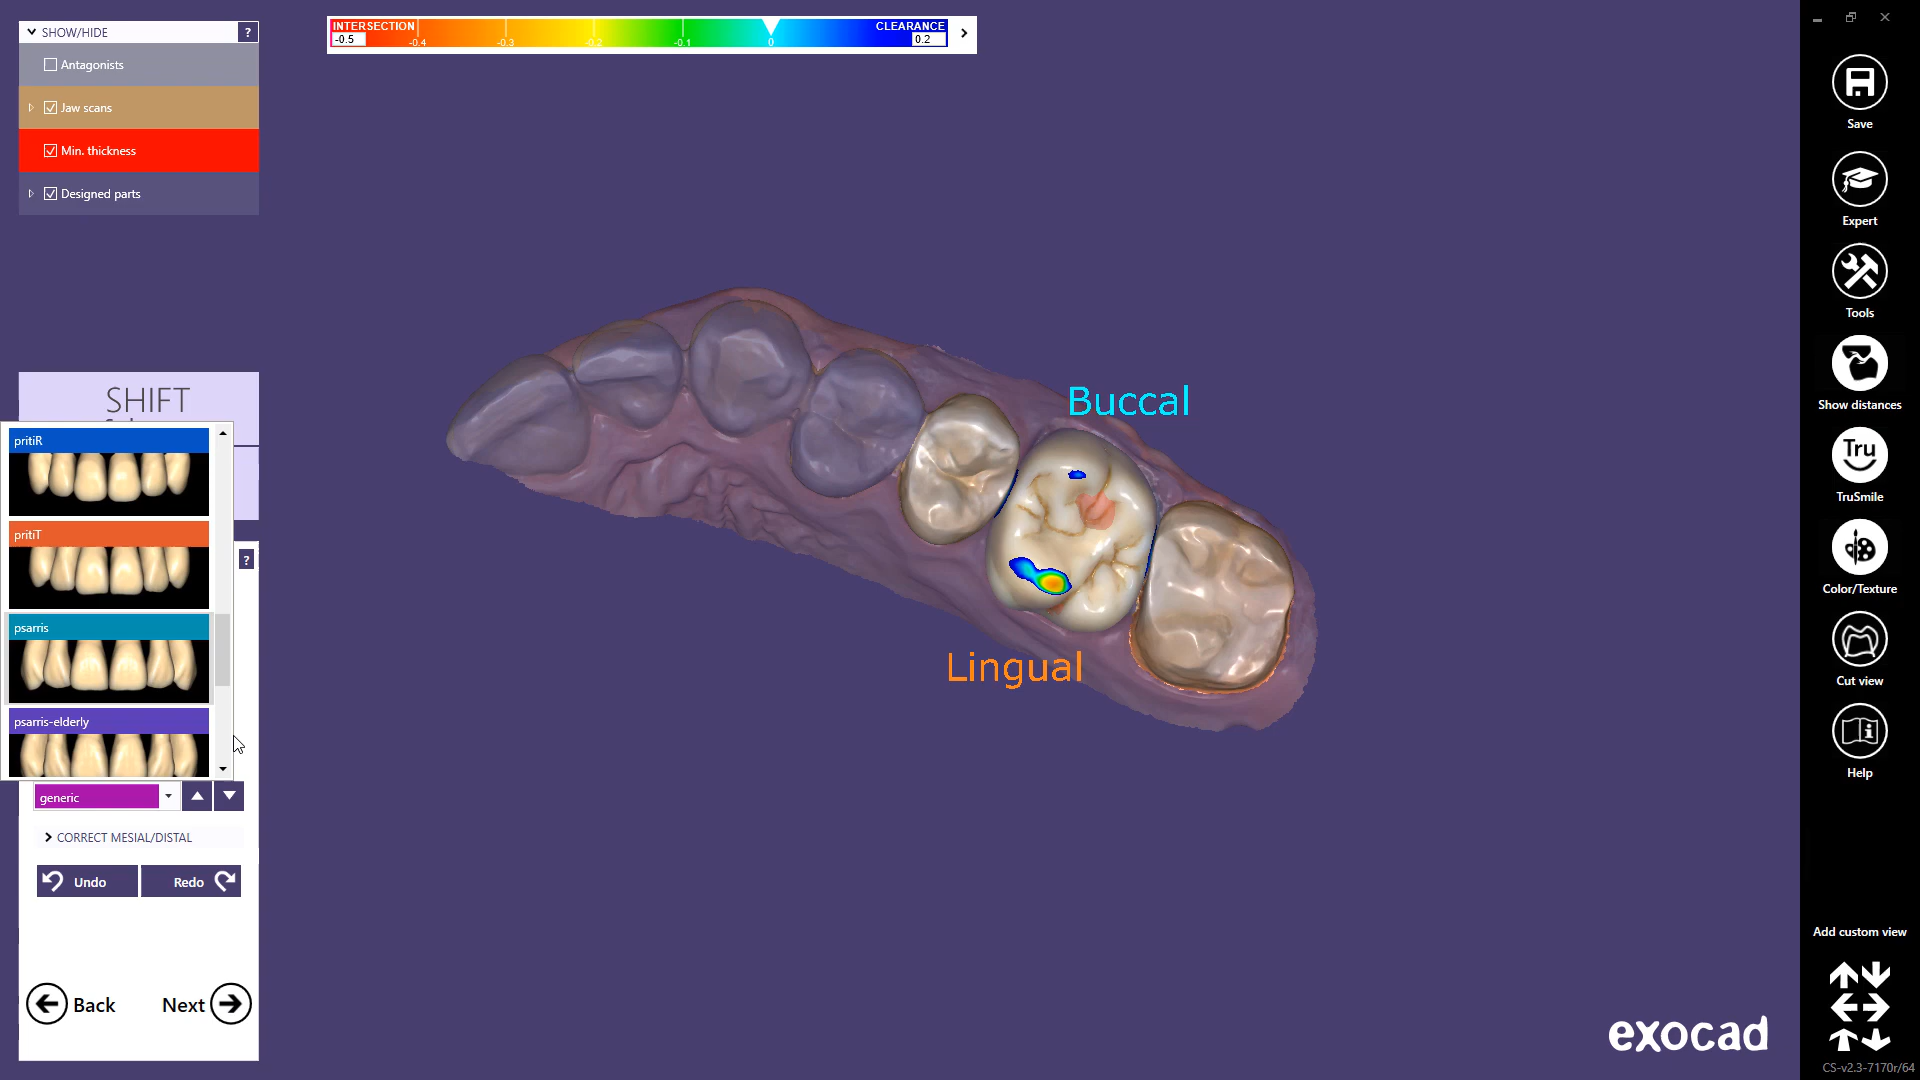 SHOW/HIDE
?
Antagonists
Jaw scans
Min. thickness
Designed parts
INTERSECTION
CLEARANCE
-0.5
-0.4
-0.3
-0.2
-0.1
0
0.2
SHIFT
pritiR
pritiT
?
psarris
psarris-elderly
generic
CORRECT MESIAL/DISTAL
Undo
Redo
Back
Next
Buccal
Lingual
Save
Expert
Tools
Show distances
Tru
TruSmile
Color/Texture
Cut view
Help
Add custom view
exocad
CS-v2.3-7170r/64